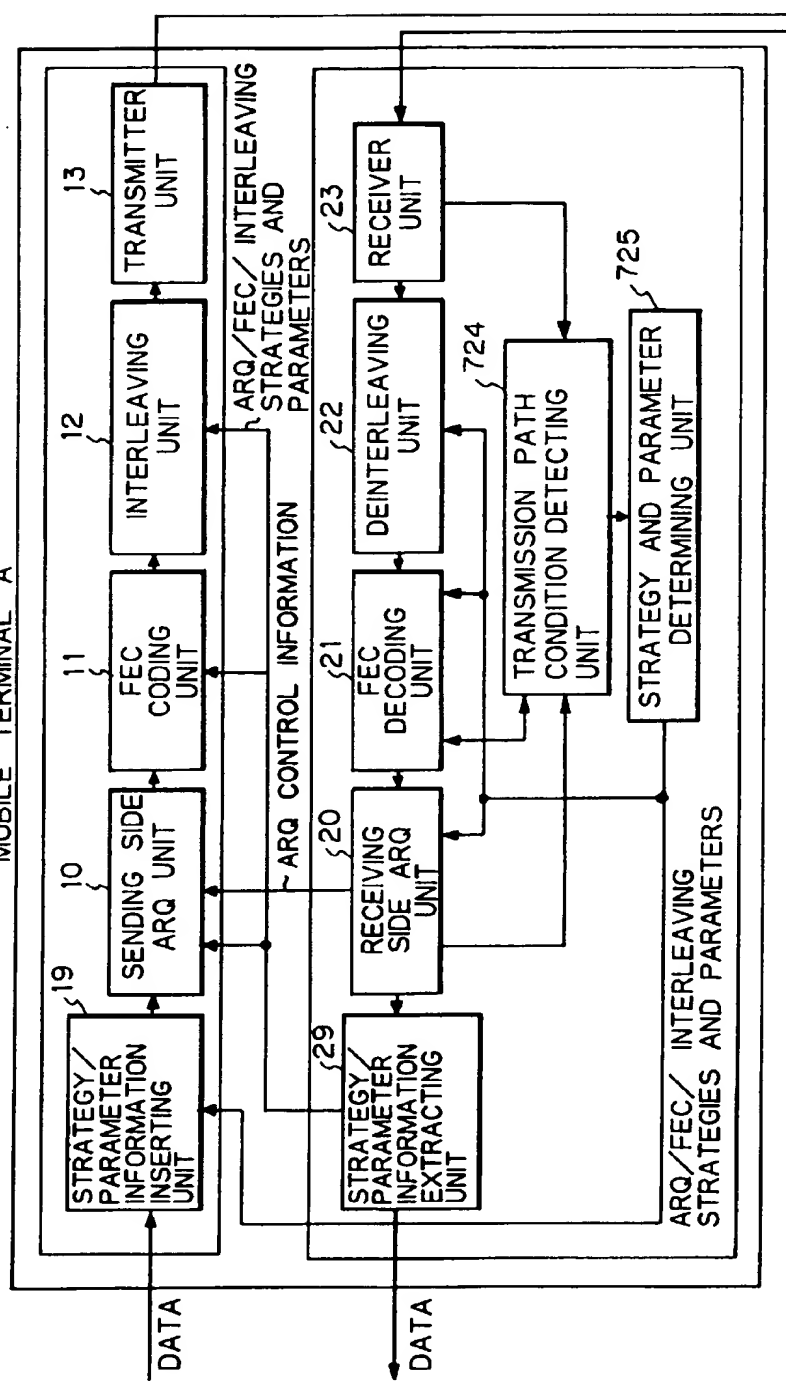 MOBILE TERMINAL A
DATA
19
STRATEGY/
PARAMETER
INFORMATION
INSERTING
UNIT
10
SENDING SIDE
ARQ UNIT
11
FEC
CODING
UNIT
12
INTERLEAVING
UNIT
13
TRANSMITTER
UNIT
ARQ/FEC/ INTERLEAVING
STRATEGIES AND
PARAMETERS
ARQ CONTROL INFORMATION
DATA
29
STRATEGY/
PARAMETER
INFORMATION
EXTRACTING
UNIT
20
RECEIVING
SIDE ARQ
UNIT
21
FEC
DECODING
UNIT
22
DEINTERLEAVING
UNIT
23
RECEIVER
UNIT
724
TRANSMISSION PATH
CONDITION DETECTING
UNIT
725
STRATEGY AND PARAMETER
DETERMINING UNIT
ARQ/FEC/ INTERLEAVING
STRATEGIES AND PARAMETERS